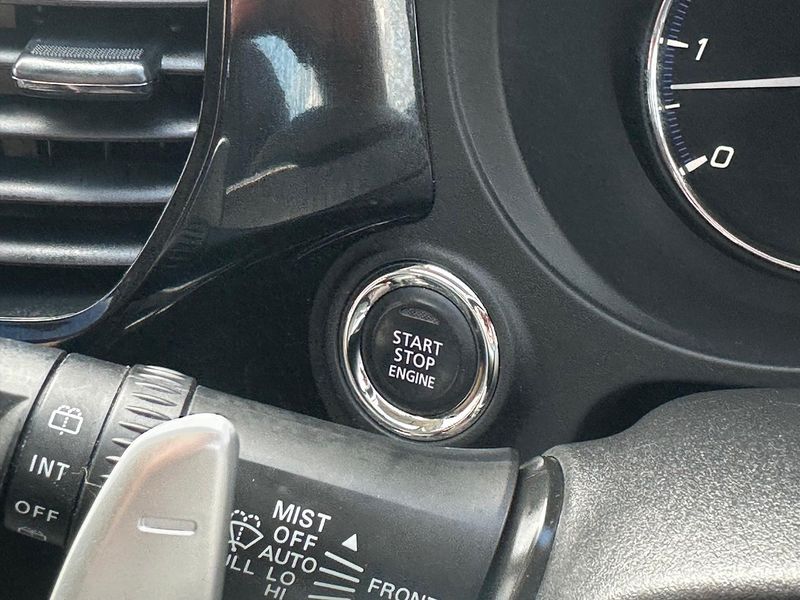 1
0
START
STOP
ENGINE
INT
OFF
MIST
OFF
AUTO
LO
HI
FRONT